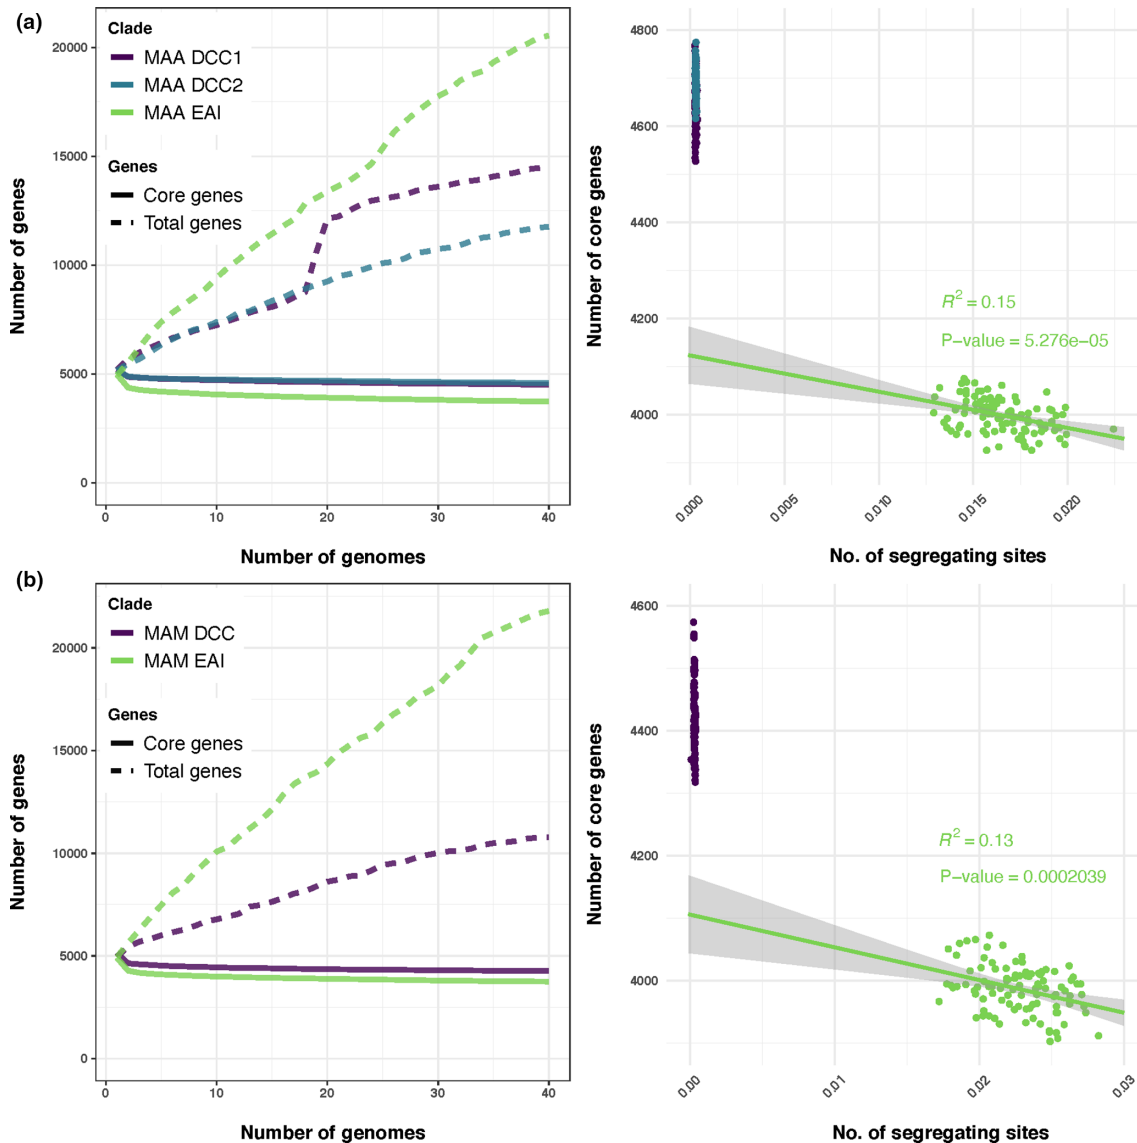 (a)
Clade
MAA DCC1
MAA DCC2
MAA EAI
Genes
Core genes
Total genes
Number of genes
20000
15000
10000
5000
0
0
10
20
30
40
Number of genomes
Number of core genes
4800
4600
4400
4200
4000
R² = 0.15
P−value = 5.276e−05
0.000
0.005
0.010
0.015
0.020
No. of segregating sites
(b)
Clade
MAM DCC
MAM EAI
Genes
Core genes
Total genes
Number of genes
20000
15000
10000
5000
0
0
10
20
30
40
Number of genomes
Number of core genes
4600
4400
4200
4000
R² = 0.13
P−value = 0.0002039
0.00
0.01
0.02
0.03
No. of segregating sites